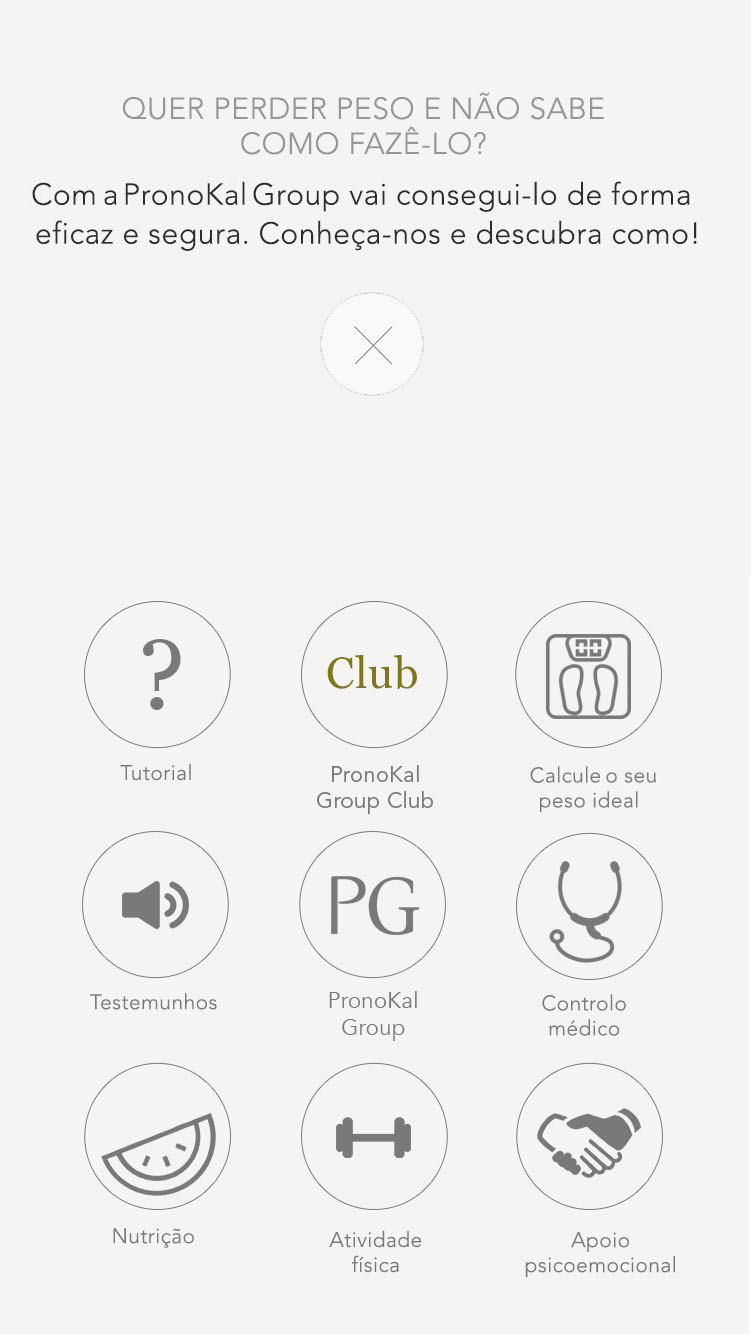 QUER PERDER PESO E NÃO SABE
COMO FAZÊ-LO?
Com a PronoKal Group vai consegui-lo de forma
eficaz e segura. Conheça-nos e descubra como!
?
Club
Tutorial
PronoKal
Group Club
Calcule o seu
peso ideal
PG
Testemunhos
PronoKal
Group
Controlo
médico
Nutrição
Atividade
física
Apoio
psicoemocional